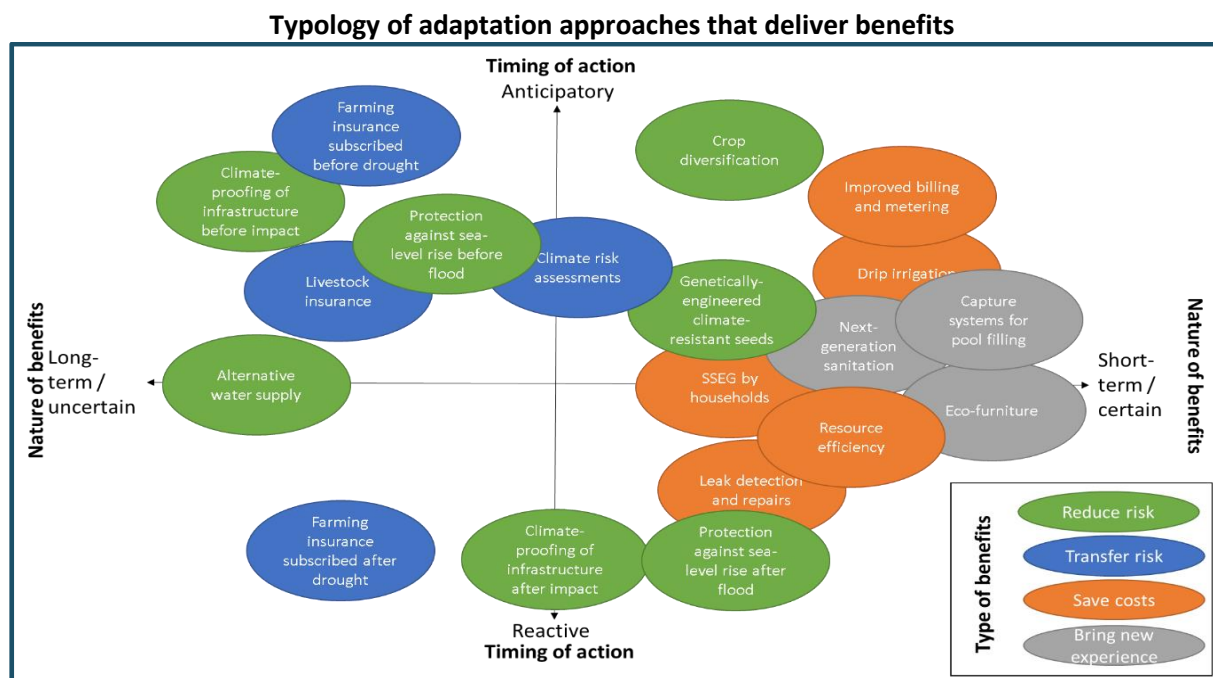 Typology of adaptation approaches that deliver benefits
Timing of action
Anticipatory
Farming
insurance
subscribed
before drought
Crop
diversification
Climate-
proofing of
infrastructure
before impact
Improved billing
and metering
Protection
against sea-
level rise before
flood
Climate risk
assessments
Drip irrigation
Livestock
insurance
Genetically-
engineered
climate-
resistant seeds
Capture
systems for
pool filling
Next-
generation
sanitation
Nature of benefits
Long-
term /
uncertain
Alternative
water supply
SSEG by
households
Eco-furniture
Short-
term /
certain
Nature of benefits
Resource
efficiency
Leak detection
and repairs
Farming
insurance
subscribed after
drought
Climate-
proofing of
infrastructure
after impact
Protection
against sea-
level rise after
flood
Reactive
Timing of action
Type of benefits
Reduce risk
Transfer risk
Save costs
Bring new
experience